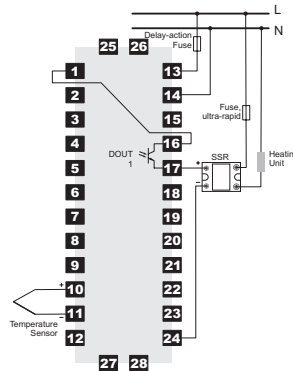 L
N
Delay-action
Fuse
25 26
1
2
3
4
5
6
7
8
9
10
11
12
13
14
15
16
17
18
19
20
21
22
23
24
27 28
DOUT
1
+
−
SSR
Fuse,
ultra-rapid
Heatin
Unit
+
−
Temperature
Sensor